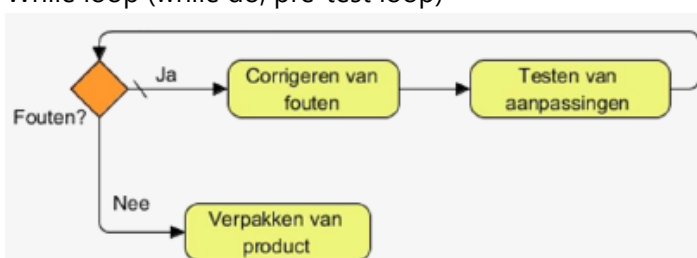 While loop (while do, pre-test loop)
Ja
Corrigeren van
fouten
Testen van
aanpassingen
Fouten?
Nee
Verpakken van
product